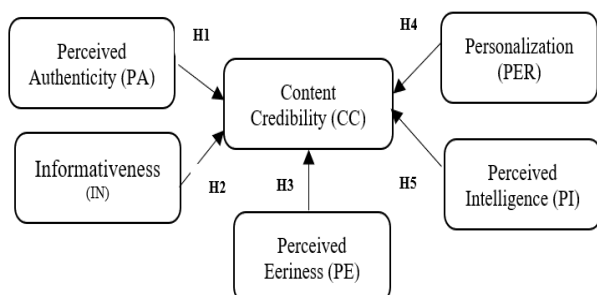 H1
H4
Perceived
Authenticity (PA)
Content
Credibility (CC)
Personalization
(PER)
Informativeness
(IN)
H2
H3
H5
Perceived
Intelligence (PI)
Perceived
Eeriness (PE)